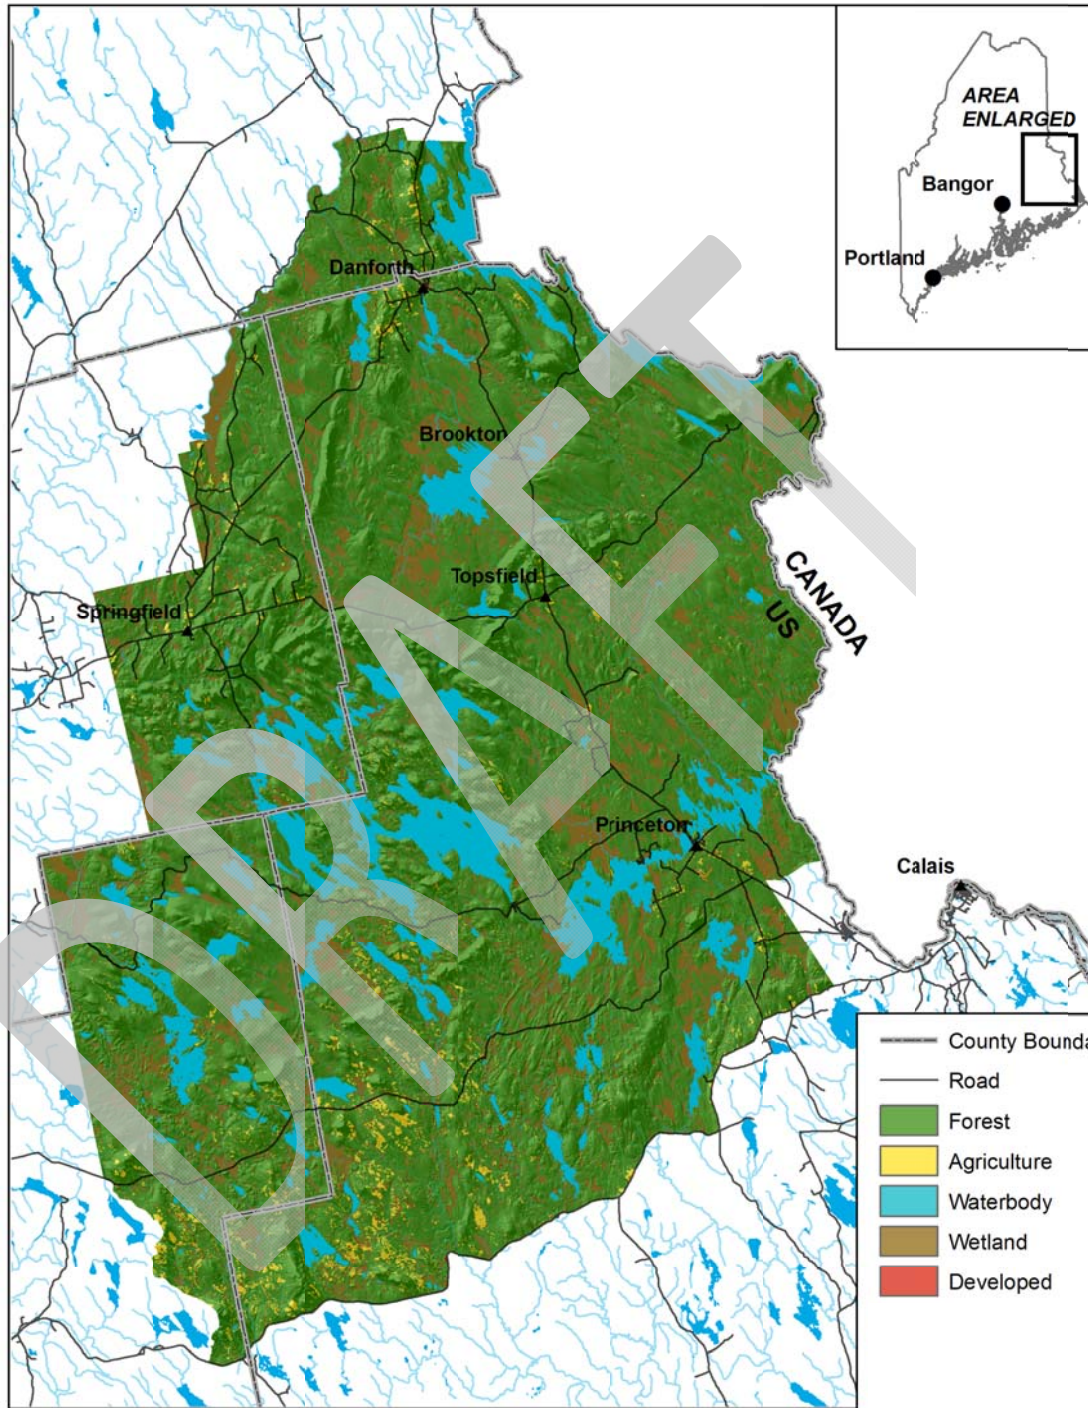 AREA
ENLARGED
Bangor
Portland
Danforth
Brookton
Topsfield
Springfield
CANADA
US
Princeton
Calais
DRAFT
County Bounda
Road
Forest
Agriculture
Waterbody
Wetland
Developed